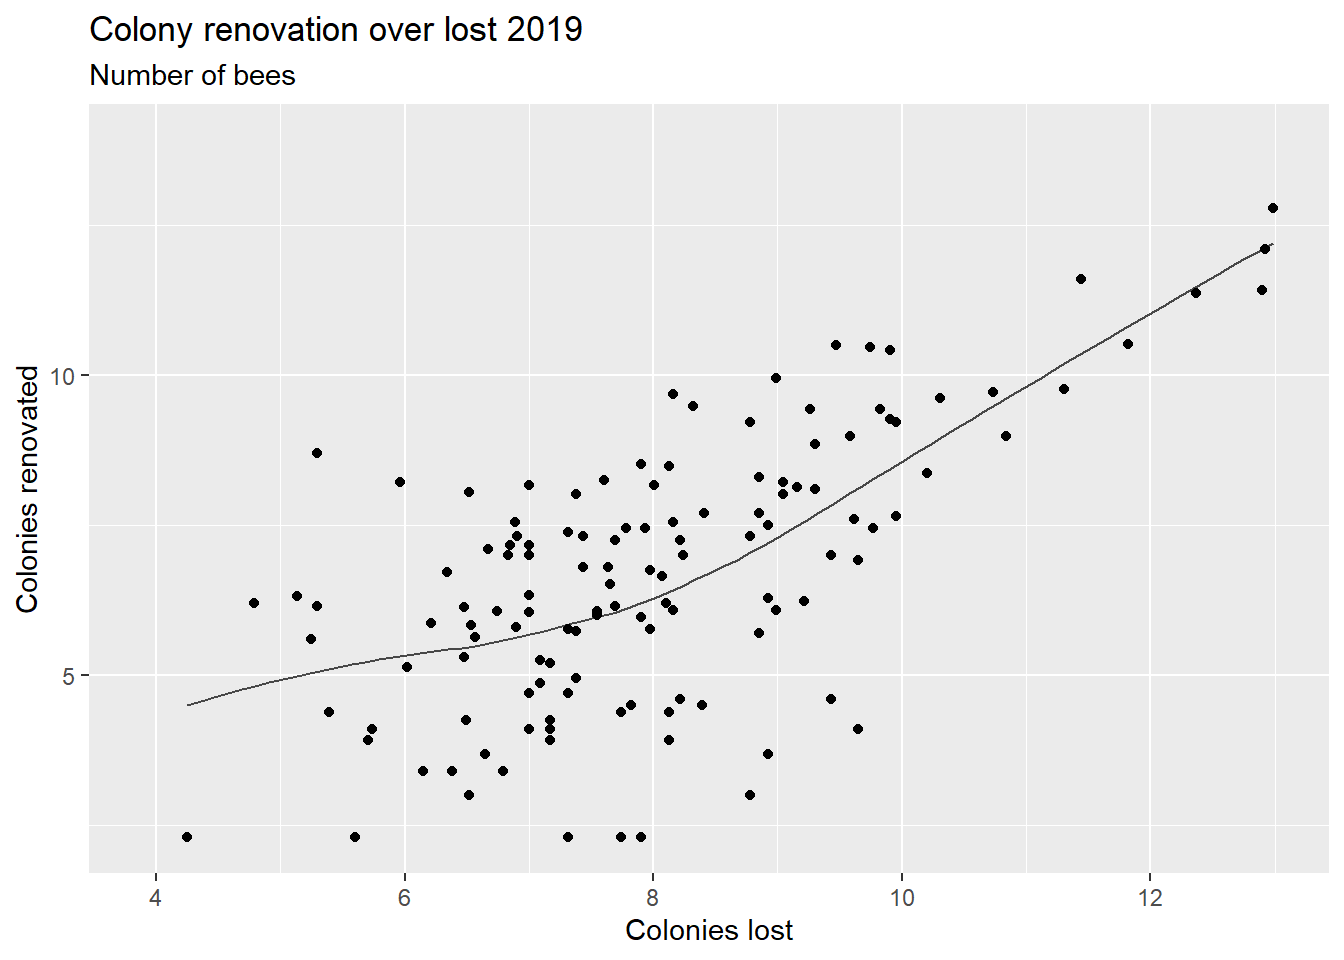 Colony renovation over lost 2019
Number of bees
Colonies renovated
10
5
4 6 8 10 12
Colonies lost